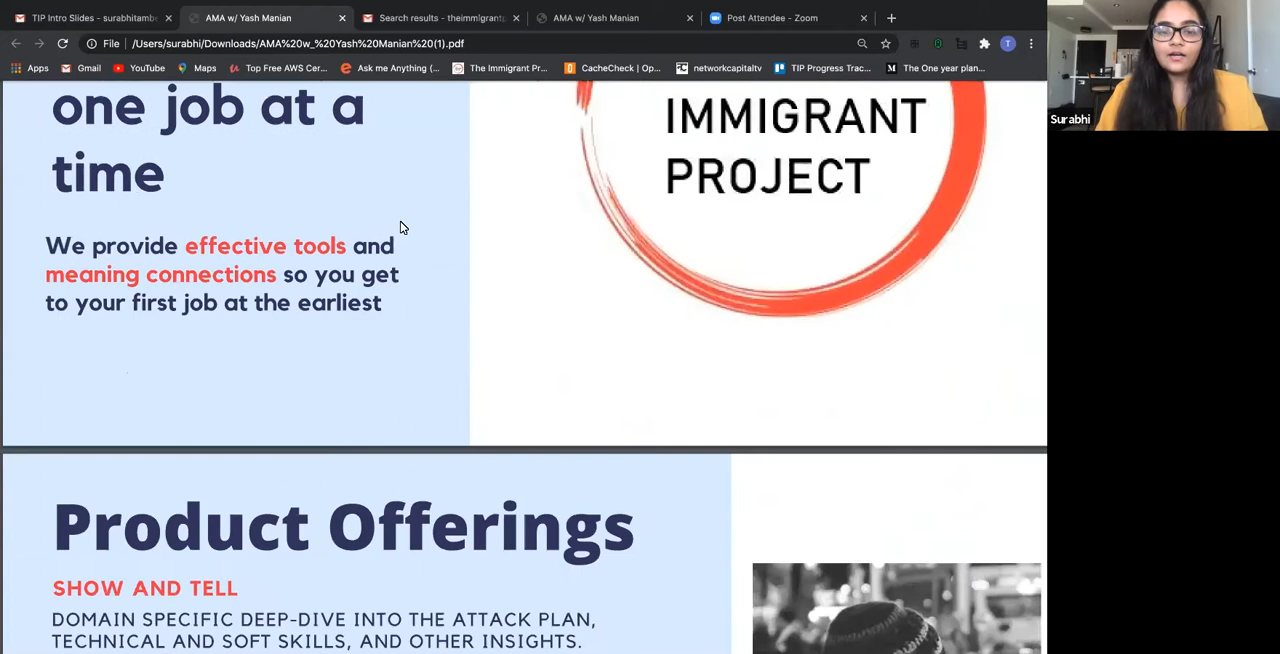 TIP Intro Slides - surabhitamb
AMA w/ Yash Manian
Search results - theimmigrantp
AMA w/ Yash Manian
Post Attendee - Zoom
File
/Users/surabhi/Downloads/AMA%20w_%20Yash%20Manian%20(1).pdf
T
Apps
Gmail
YouTube
Maps
Top Free AWS Cer...
Ask me Anything (...
The Immigrant Pr...
CacheCheck | Op...
networkcapitaltv
TIP Progress Trac...
The One year plan...
Surabhi
one job at a
time
We provide effective tools and
meaning connections so you get
to your first job at the earliest
IMMIGRANT
PROJECT
Product Offerings
SHOW AND TELL
DOMAIN SPECIFIC DEEP-DIVE INTO THE ATTACK PLAN,
TECHNICAL AND SOFT SKILLS, AND OTHER INSIGHTS.